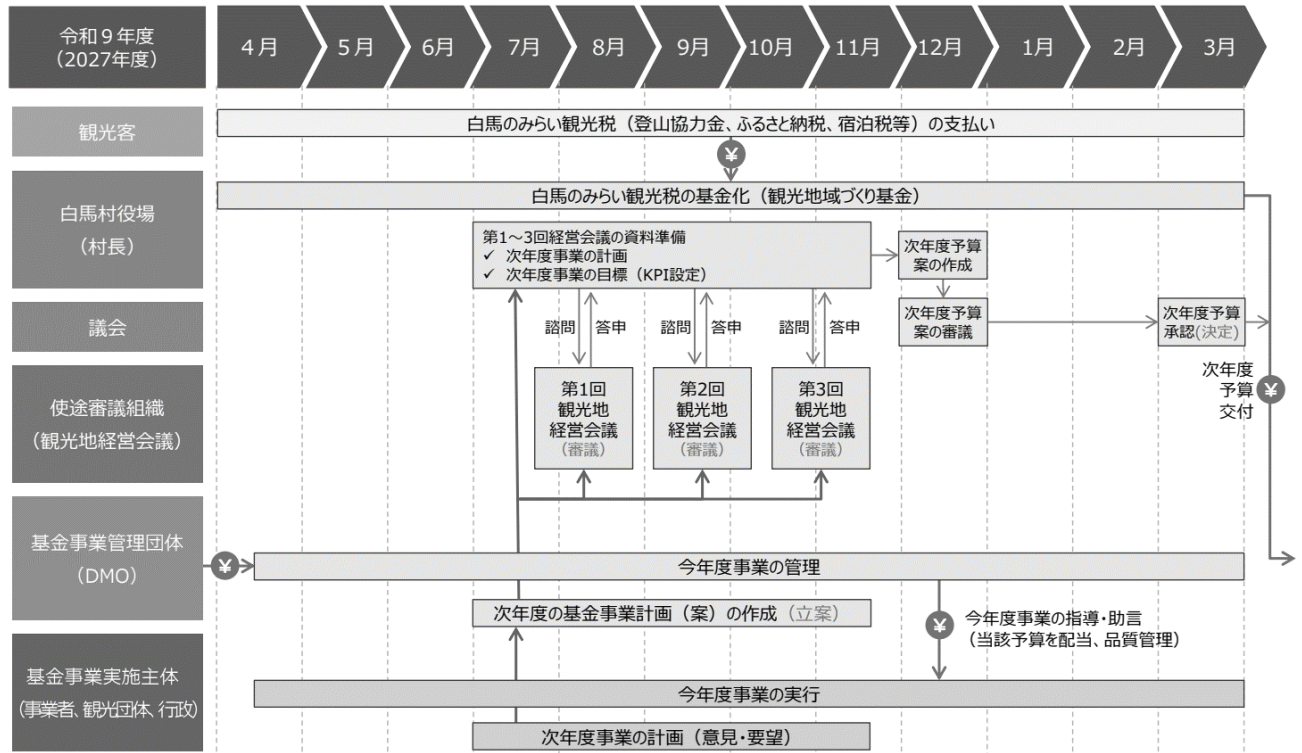 令和9年度
（2027年度）
4月
5月
6月
7月
8月
9月
10月
11月
12月
1月
2月
3月
観光客
白馬のみらい観光税（登山協力金、ふるさと納税、宿泊税等）の支払い
¥
白馬村役場
（村長）
白馬のみらい観光税の基金化（観光地域づくり基金）
第1～3回経営会議の資料準備
✓ 次年度事業の計画
✓ 次年度事業の目標（KPI設定）
次年度予算
案の作成
議会
諮問
答申
諮問
答申
諮問
答申
次年度予算
案の審議
次年度予算
承認(決定)
使途審議組織
（観光地経営会議）
第1回
観光地
経営会議
（審議）
第2回
観光地
経営会議
（審議）
第3回
観光地
経営会議
（審議）
次年度
予算
交付
¥
基金事業管理団体
（DMO）
¥
今年度事業の管理
次年度の基金事業計画（案）の作成（立案）
¥
今年度事業の指導・助言
（当該予算を配当、品質管理）
基金事業実施主体
（事業者、観光団体、行政）
今年度事業の実行
次年度事業の計画（意見・要望）